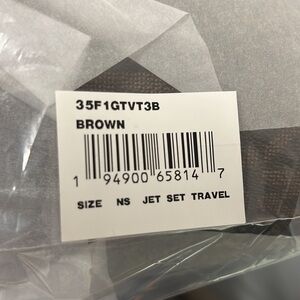 35F1GTVT3B
BROWN
1 94900 65814 7
SIZE NS JET SET TRAVEL